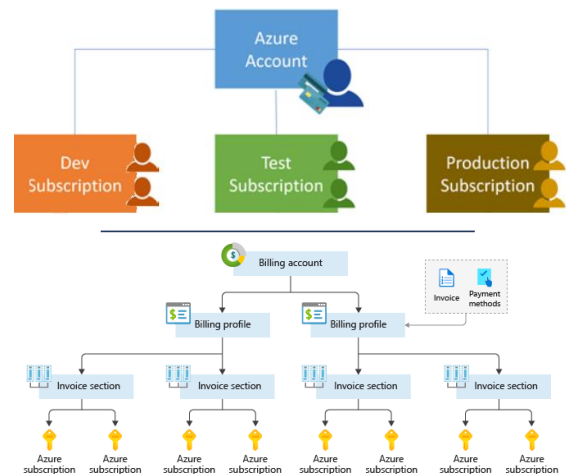 Azure
Account
Dev
Subscription
Test
Subscription
Production
Subscription
$
Billing account
Invoice
Payment
methods
$
Billing profile
$
Billing profile
Invoice section
Invoice section
Invoice section
Invoice section
Azure
subscription
Azure
subscription
Azure
subscription
Azure
subscription
Azure
subscription
Azure
subscription
Azure
subscription
Azure
subscription